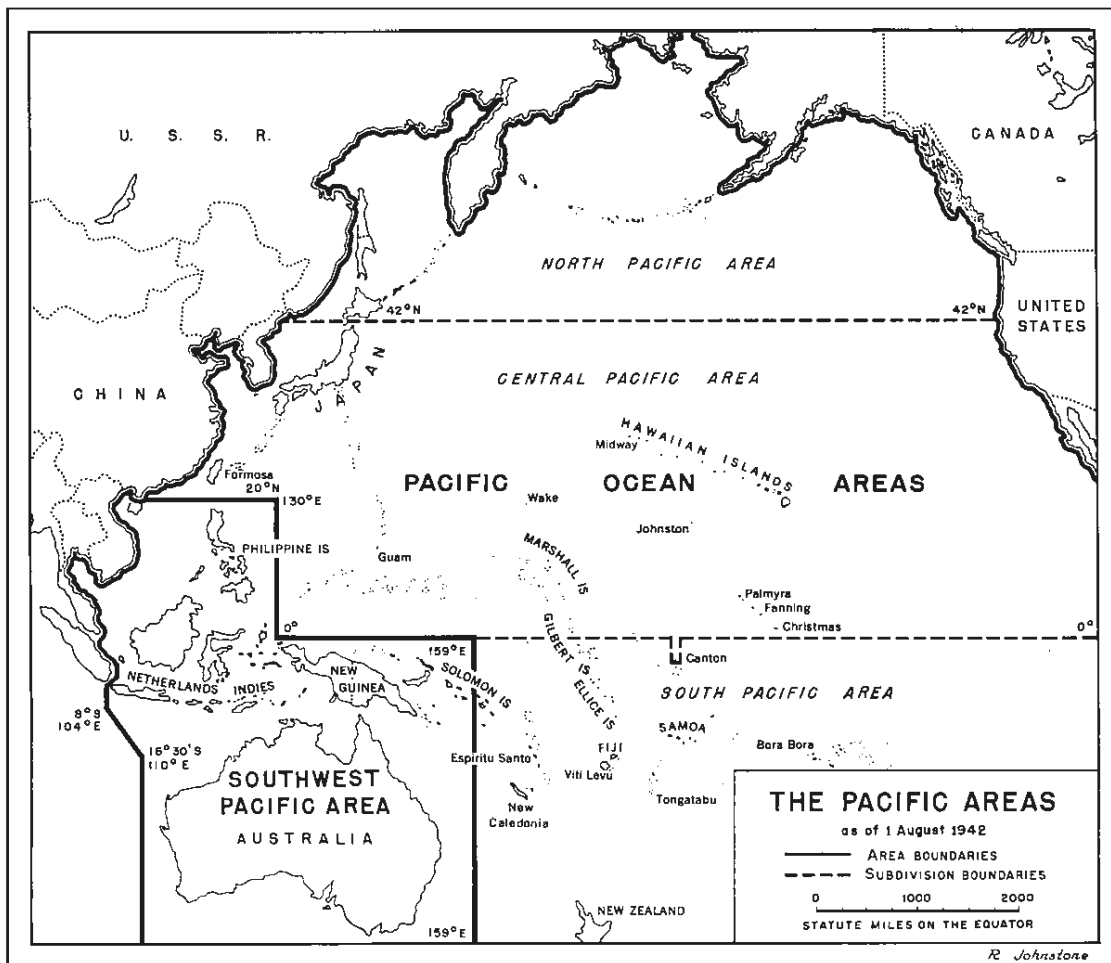 U. S. S. R.
CANADA
NORTH PACIFIC AREA
42°N
42°N
UNITED
STATES
CENTRAL PACIFIC AREA
JAPAN
CHINA
HAWAIIAN ISLANDS
Midway
Formosa
20°N
130°E
PACIFIC OCEAN AREAS
Wake
Johnston
PHILIPPINE IS
Guam
MARSHALL IS
Palmyra
Fanning
Christmas
0°
0°
159°E
GILBERT IS
Canton
NETHERLANDS INDIES
NEW
GUINEA
SOLOMON IS
ELLICE IS
SOUTH PACIFIC AREA
8°S
104°E
SAMOA
16°30'S
110°E
Espiritu Santo
FIJI
Viti Levu
Bora Bora
SOUTHWEST
PACIFIC AREA
AUSTRALIA
New
Caledonia
Tongatabu
THE PACIFIC AREAS
as of 1 August 1942
AREA BOUNDARIES
SUBDIVISION BOUNDARIES
0 1000 2000
STATUTE MILES ON THE EQUATOR
NEW ZEALAND
159°E
R. Johnstone